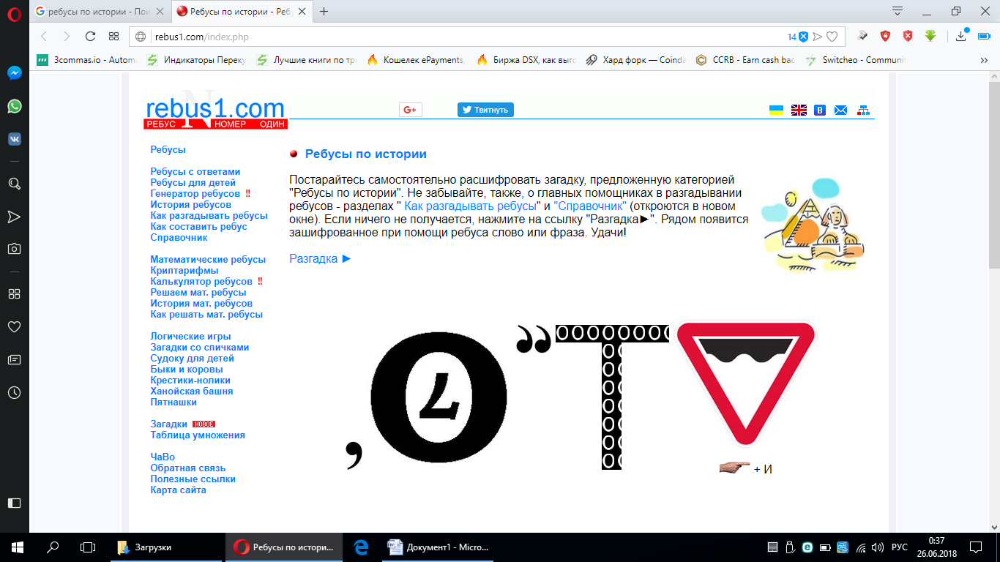 ребусы по истории - Пои
Ребусы по истории - Реб
rebus1.com/index.php
14
3commas.io - Autom
Индикаторы Переку
Лучшие книги по тр
Кошелек ePayments,
Биржа DSX, как выго
Хард форк — Coinda
CCRB - Earn cash bac
Switcheo - Communit
N
rebus1.com
РЕБУС НОМЕР ОДИН
G+
Твитнуть
B
Ребусы
Ребусы с ответами
Ребусы для детей
Генератор ребусов !!
История ребусов
Как разгадывать ребусы
Как составить ребус
Справочник
Математические ребусы
Криптарифмы
Калькулятор ребусов !!
Решаем мат. ребусы
История мат. ребусов
Как решать мат. ребусы
Логические игры
Загадки со спичками
Судоку для детей
Быки и коровы
Крестики-нолики
Ханойская башня
Пятнашки
Загадки НОВОЕ
Таблица умножения
ЧаВо
Обратная связь
Полезные ссылки
Карта сайта
Ребусы по истории
Постарайтесь самостоятельно расшифровать загадку, предложенную категорией
"Ребусы по истории". Не забывайте, также, о главных помощниках в разгадывании
ребусов - разделах " Как разгадывать ребусы" и "Справочник" (откроются в новом
окне). Если ничего не получается, нажмите на ссылку "Разгадка►". Рядом появится
зашифрованное при помощи ребуса слово или фраза. Удачи!
Разгадка ►
+ И
Загрузки
Ребусы по истори...
Документ1 - Micro...
РУС
0:37
26.06.2018